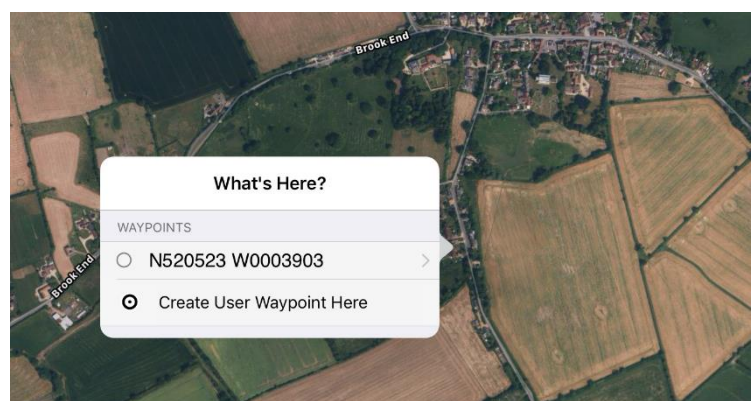 Brook End
What's Here?
WAYPOINTS
N520523 W0003903
Create User Waypoint Here
Brook End